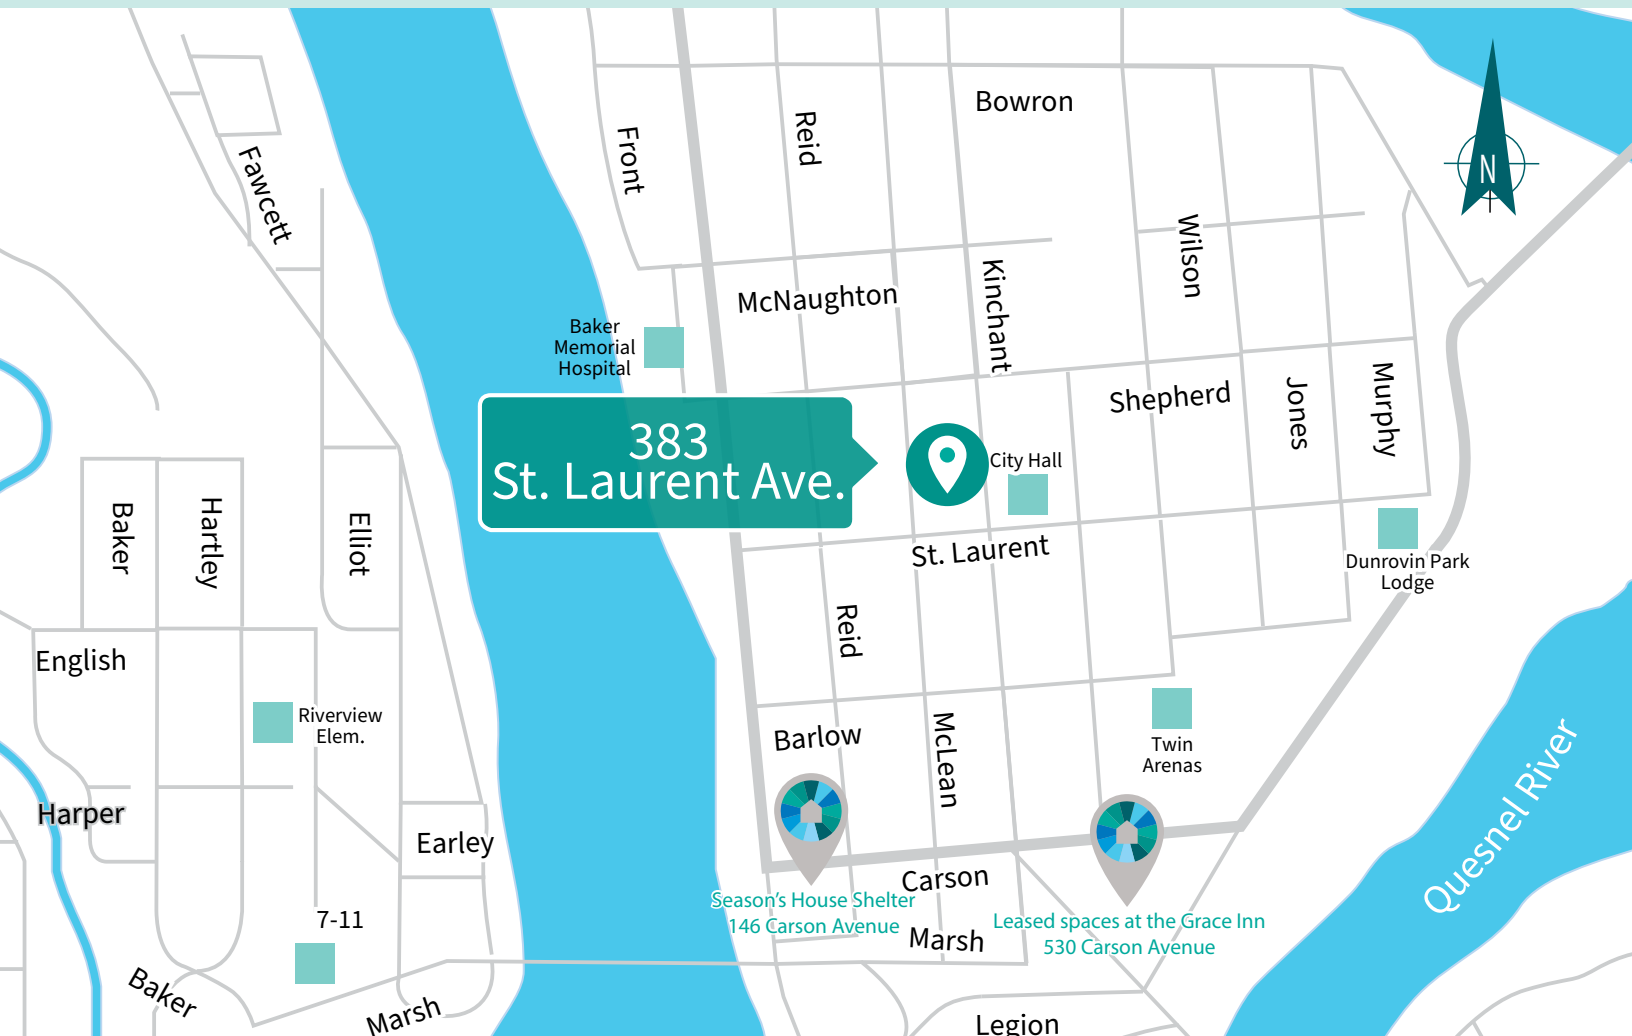 Bowron
Reid
Front
Fawcett
N
Wilson
Kinchant
McNaughton
Baker
Memorial
Hospital
Shepherd
Jones
Murphy
383
St. Laurent Ave.
City Hall
Baker
Hartley
Elliot
St. Laurent
Dunrovin Park
Lodge
Reid
English
Riverview
Elem.
Barlow
McLean
Twin
Arenas
Quesnel River
Harper
Earley
Carson
Season's House Shelter
146 Carson Avenue
Marsh
Leased spaces at the Grace Inn
530 Carson Avenue
7-11
Baker
Marsh
Legion